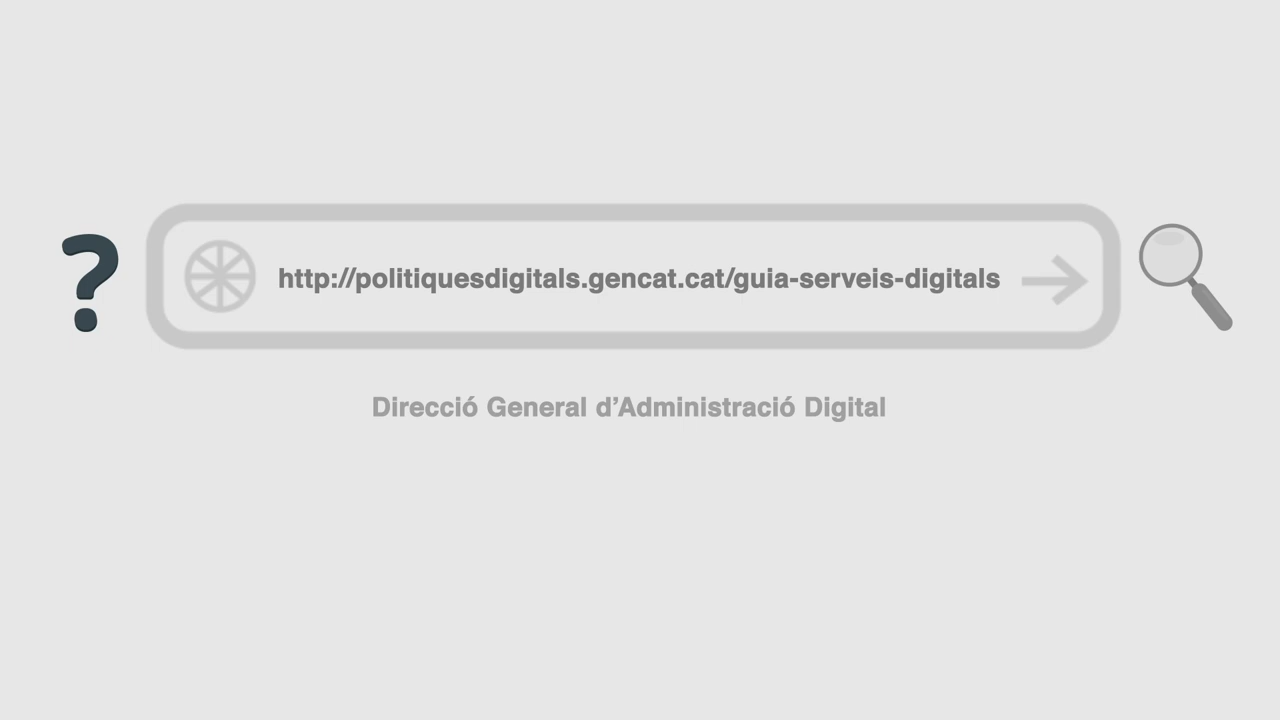 ?
http://politiquesdigitals.gencat.cat/guia-serveis-digitals
Direcció General d’Administració Digital